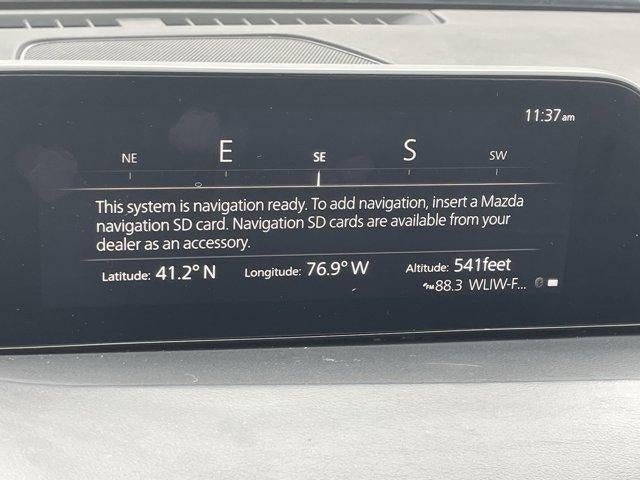 11:37am
NE E SE S SW
This system is navigation ready. To add navigation, insert a Mazda
navigation SD card. Navigation SD cards are available from your
dealer as an accessory.
Latitude: 41.2° N Longitude: 76.9° W Altitude: 541feet
FM 88.3 WLIW-F...